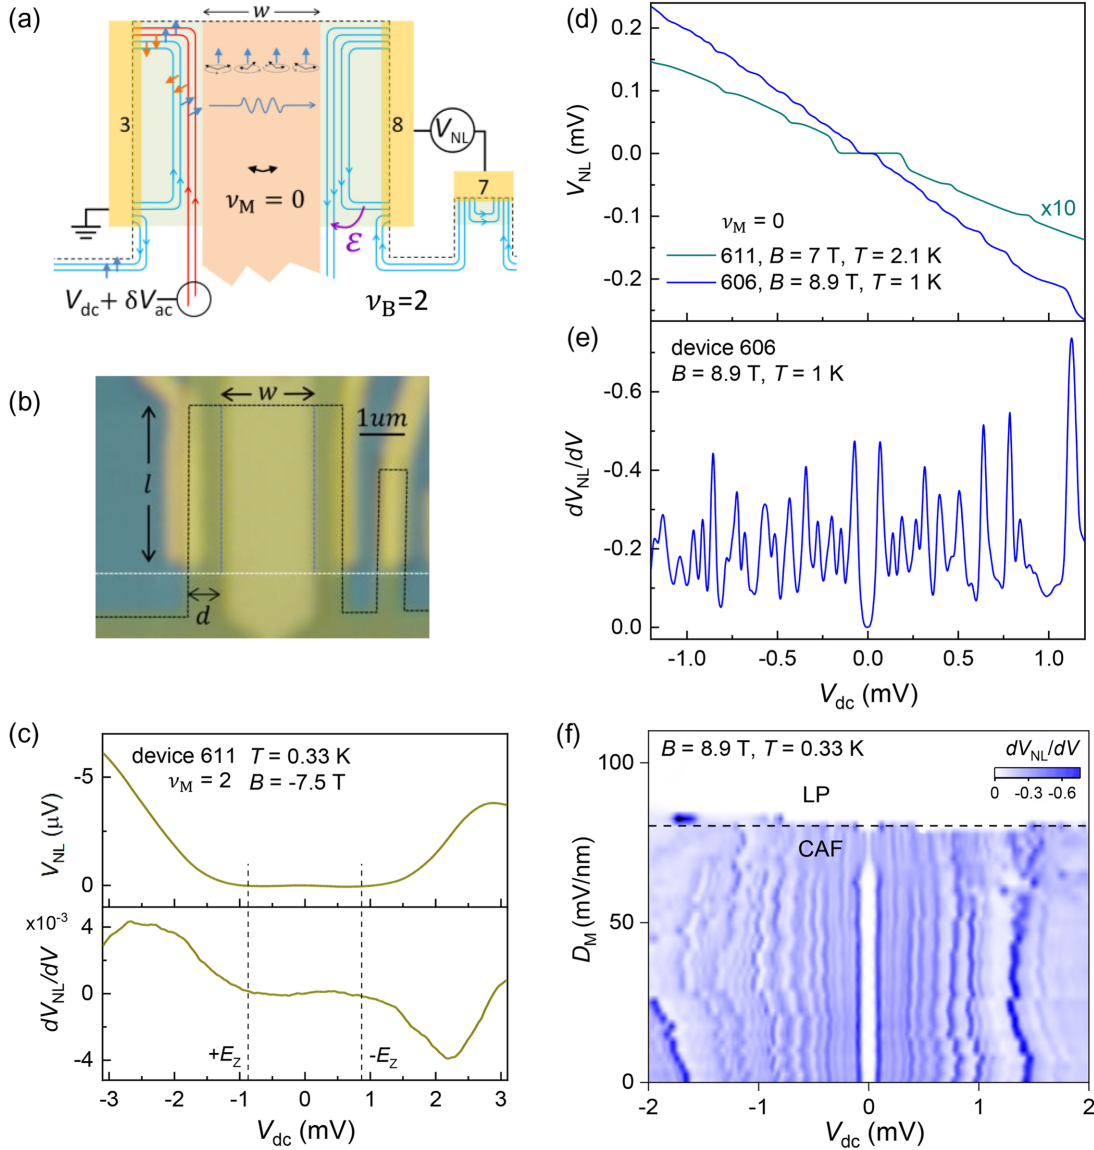 (a)
w
3
8
V_NL
7
ν_M = 0
ℰ
V_dc + δV_ac
ν_B=2
(b)
w
l
1um
d
(c)
device 611 T = 0.33 K
ν_M = 2 B = -7.5 T
V_NL (μV)
-5
0
x10⁻³
dV_NL/dV
4
0
-4
+E_Z
-E_Z
-3 -2 -1 0 1 2 3
V_dc (mV)
(d)
V_NL (mV)
0.2
0.1
0.0
-0.1
-0.2
x10
ν_M = 0
611, B = 7 T, T = 2.1 K
606, B = 8.9 T, T = 1 K
(e)
device 606
B = 8.9 T, T = 1 K
dV_NL/dV
-0.6
-0.4
-0.2
0.0
-1.0 -0.5 0.0 0.5 1.0
V_dc (mV)
(f)
B = 8.9 T, T = 0.33 K
dV_NL/dV
0 -0.3 -0.6
LP
CAF
D_M (mV/nm)
100
50
0
-2 -1 0 1 2
V_dc (mV)